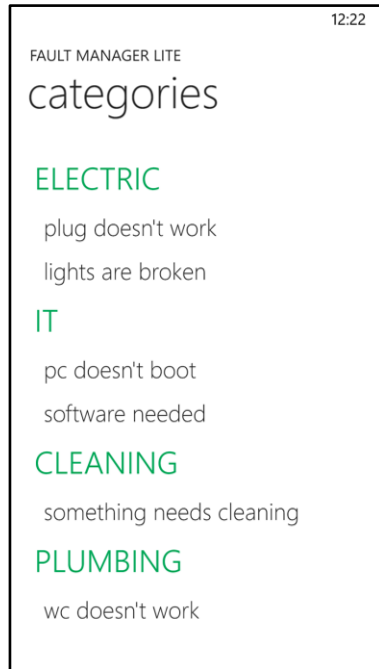 12:22
FAULT MANAGER LITE
categories
ELECTRIC
plug doesn't work
lights are broken
IT
pc doesn't boot
software needed
CLEANING
something needs cleaning
PLUMBING
wc doesn't work